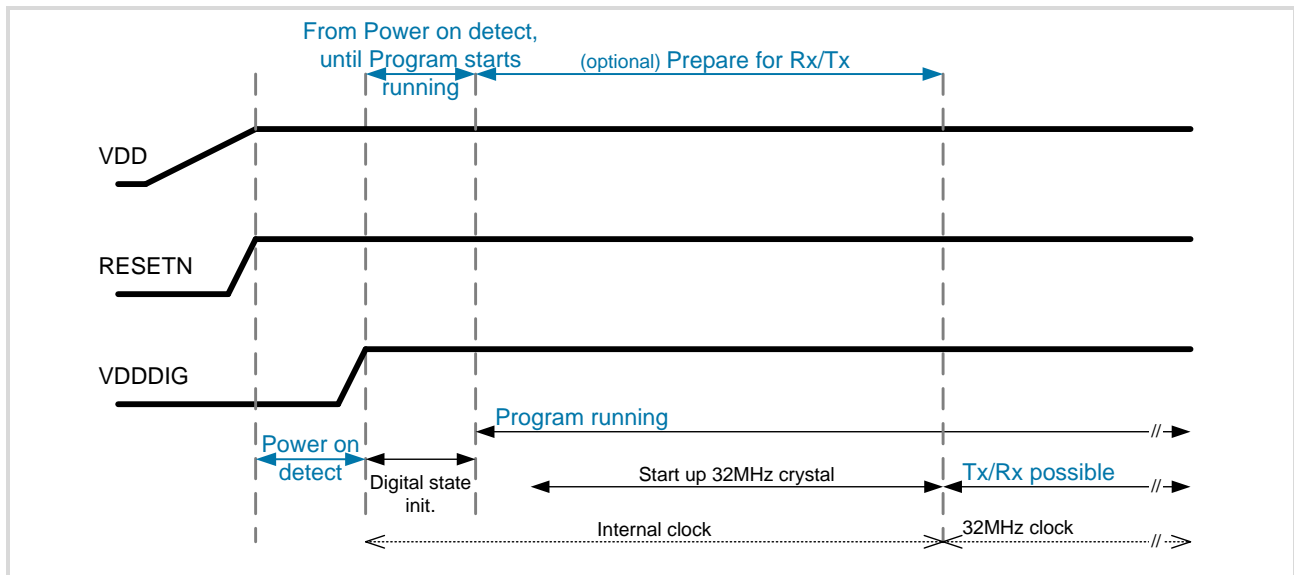 From Power on detect,
until Program starts
running
(optional) Prepare for Rx/Tx
VDD
RESETN
VDDDIG
Program running
//
Power on
detect
Digital state
init.
Start up 32MHz crystal
Tx/Rx possible
//
Internal clock
32MHz clock
//